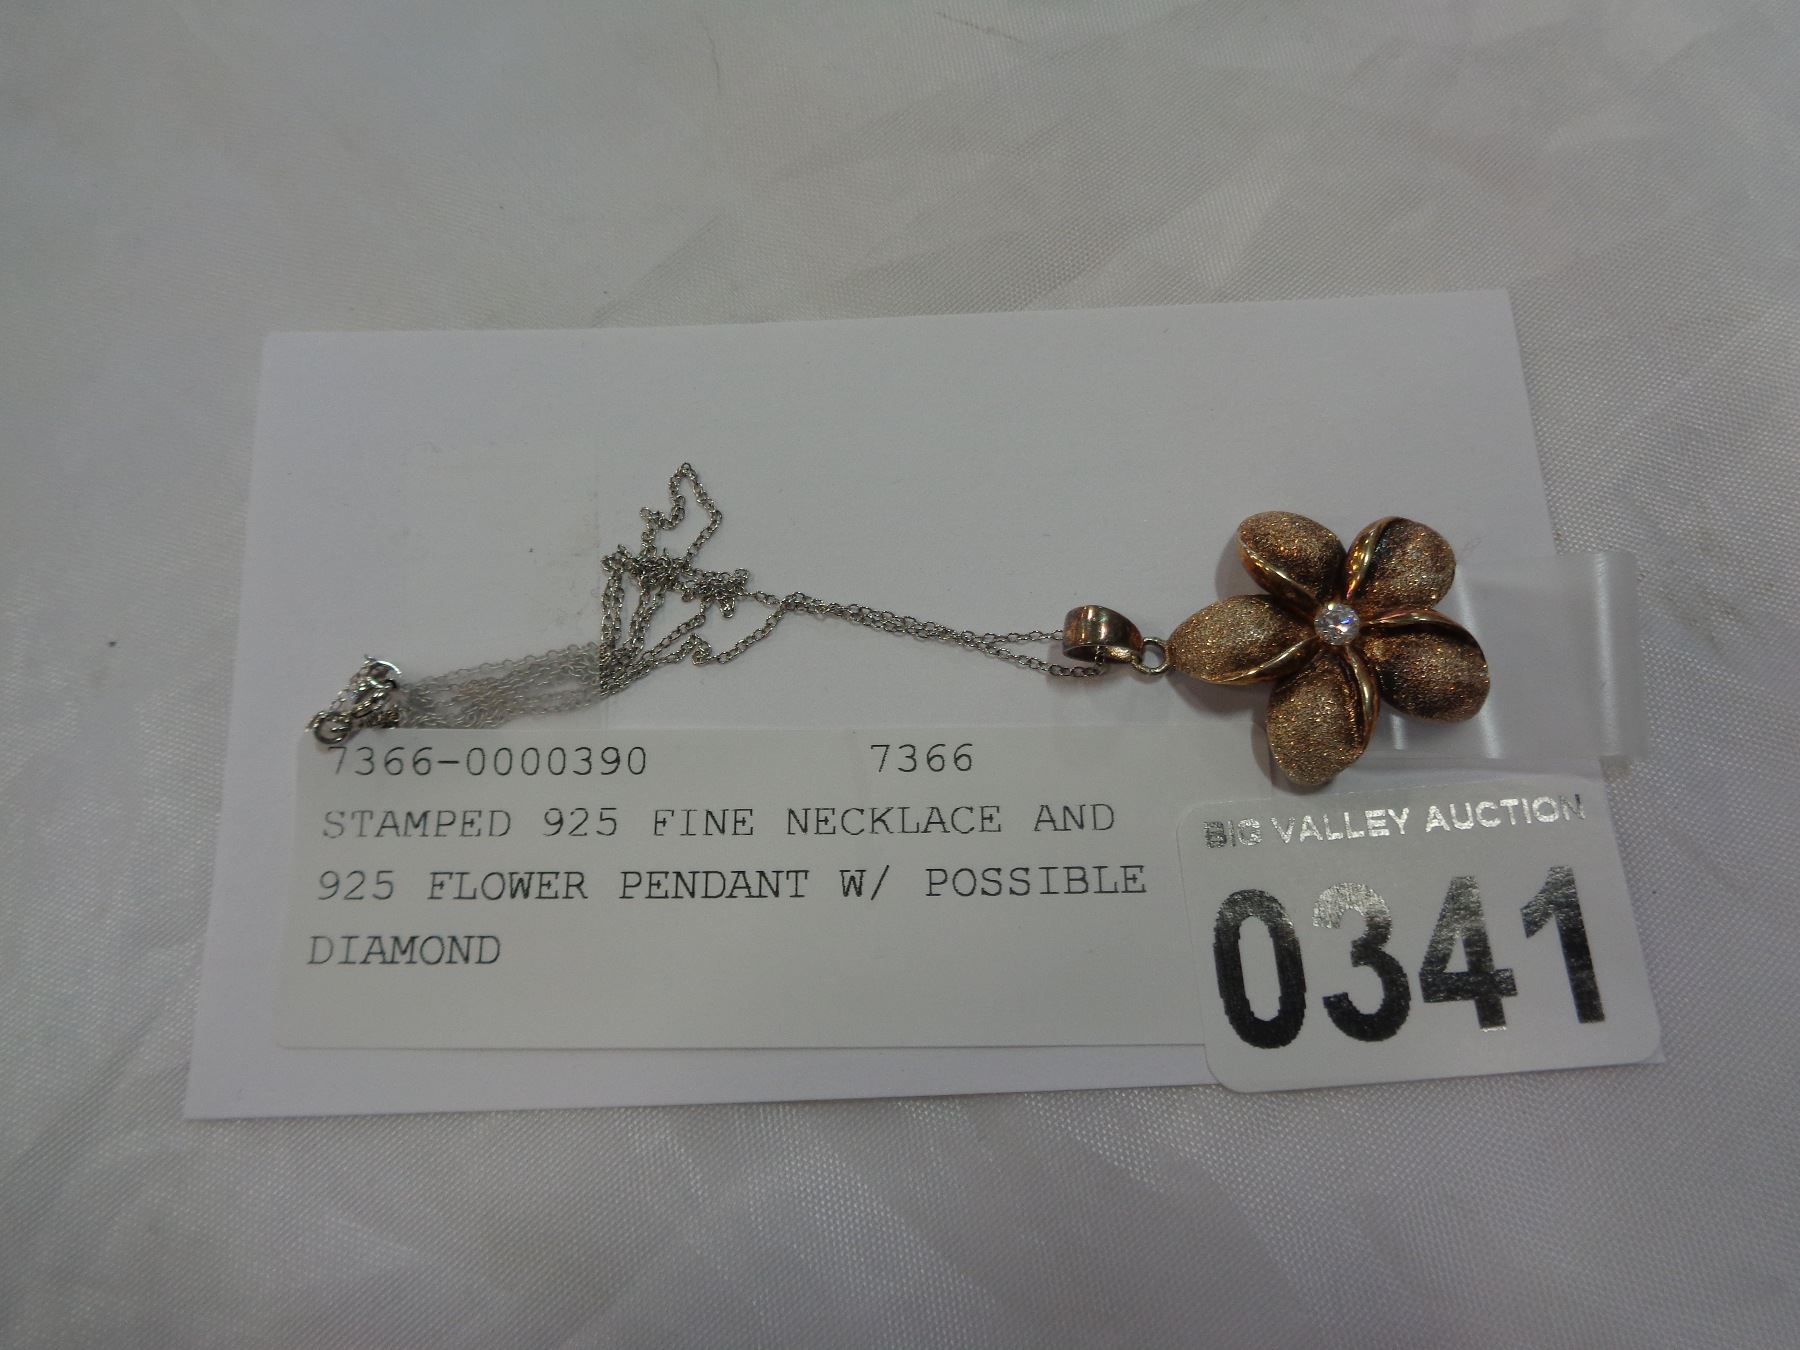 7366-0000390 7366
STAMPED 925 FINE NECKLACE AND
925 FLOWER PENDANT W/ POSSIBLE
DIAMOND
BIG VALLEY AUCTION
0341